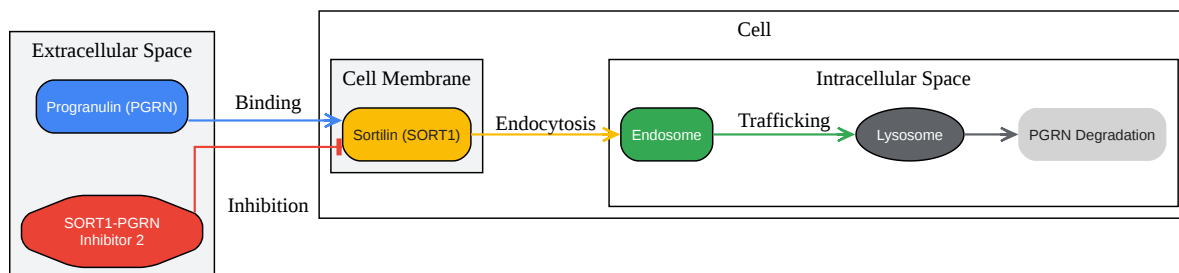 Cell
Extracellular Space
Cell Membrane
Intracellular Space
Progranulin (PGRN)
Binding
Sortilin (SORT1)
Endocytosis
Endosome
Trafficking
Lysosome
PGRN Degradation
Inhibition
SORT1-PGRN
Inhibitor 2